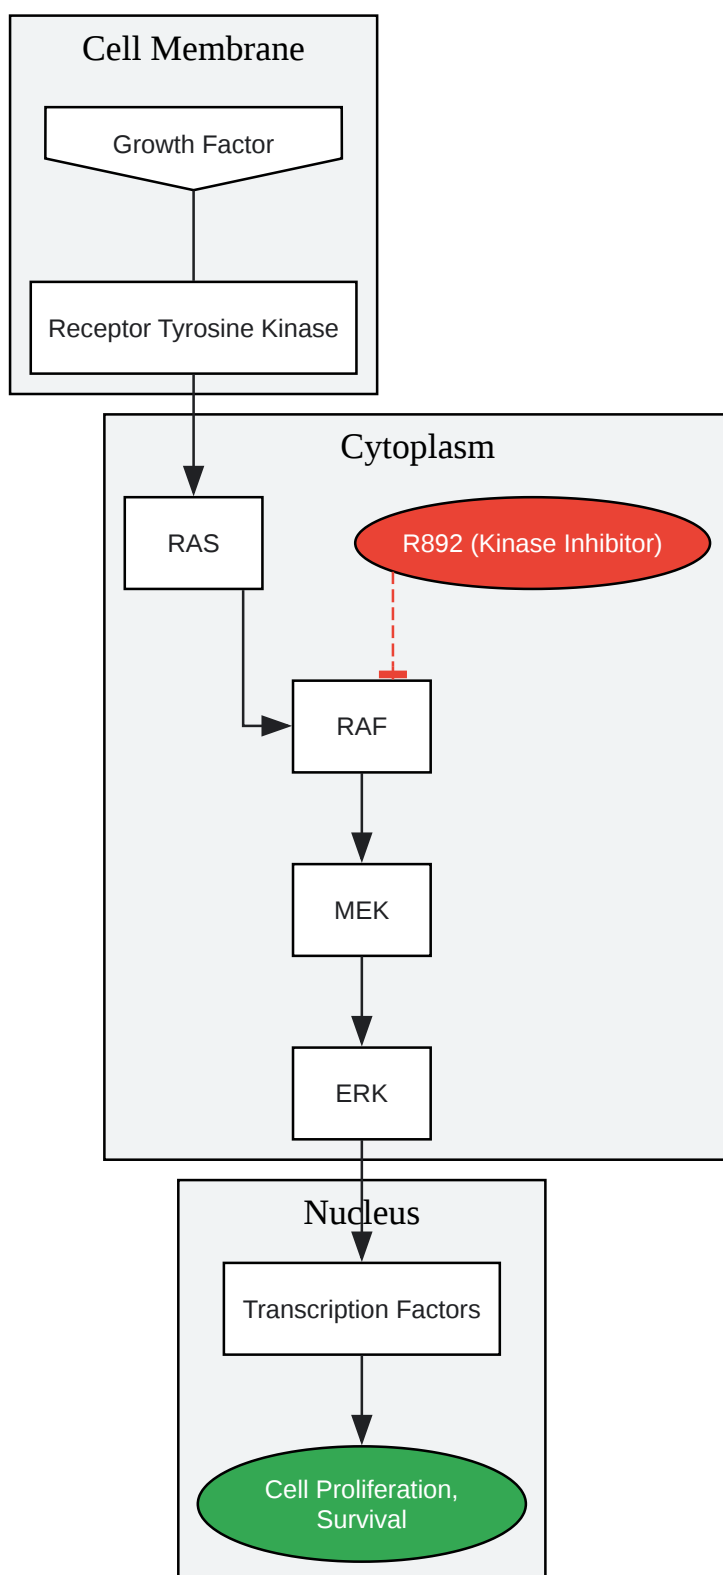 Cell Membrane
Growth Factor
Receptor Tyrosine Kinase
Cytoplasm
RAS
R892 (Kinase Inhibitor)
RAF
MEK
ERK
Nucleus
Transcription Factors
Cell Proliferation,
Survival